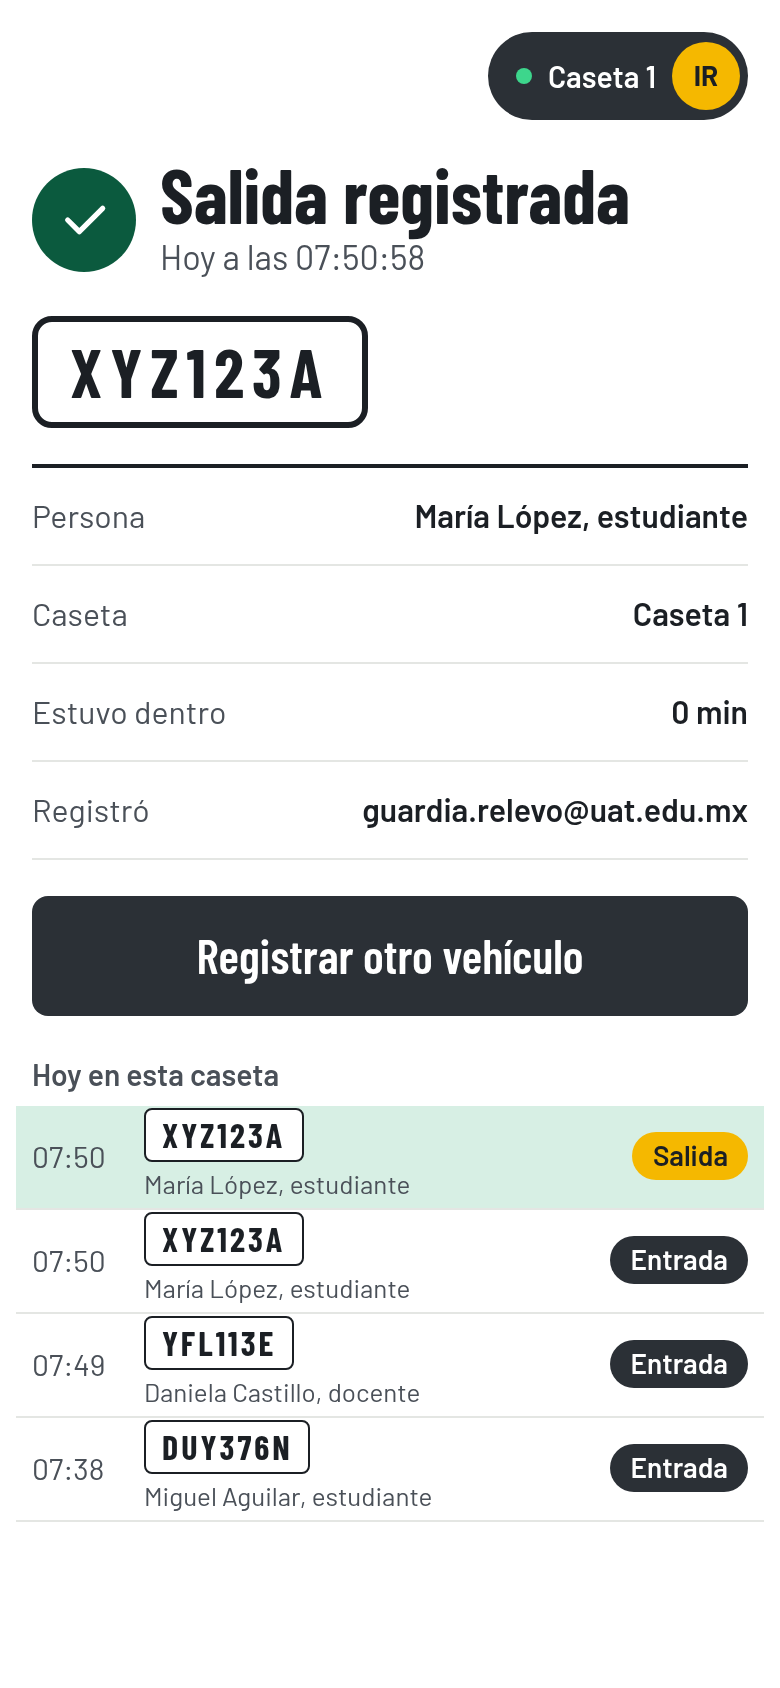 Caseta 1 IR
Salida registrada
Hoy a las 07:50:58
XYZ123A
Persona María López, estudiante
Caseta Caseta 1
Estuvo dentro 0 min
Registró guardia.relevo@uat.edu.mx
Registrar otro vehículo
Hoy en esta caseta
07:50 XYZ123A Salida
María López, estudiante
07:50 XYZ123A Entrada
María López, estudiante
07:49 YFL113E Entrada
Daniela Castillo, docente
07:38 DUY376N Entrada
Miguel Aguilar, estudiante